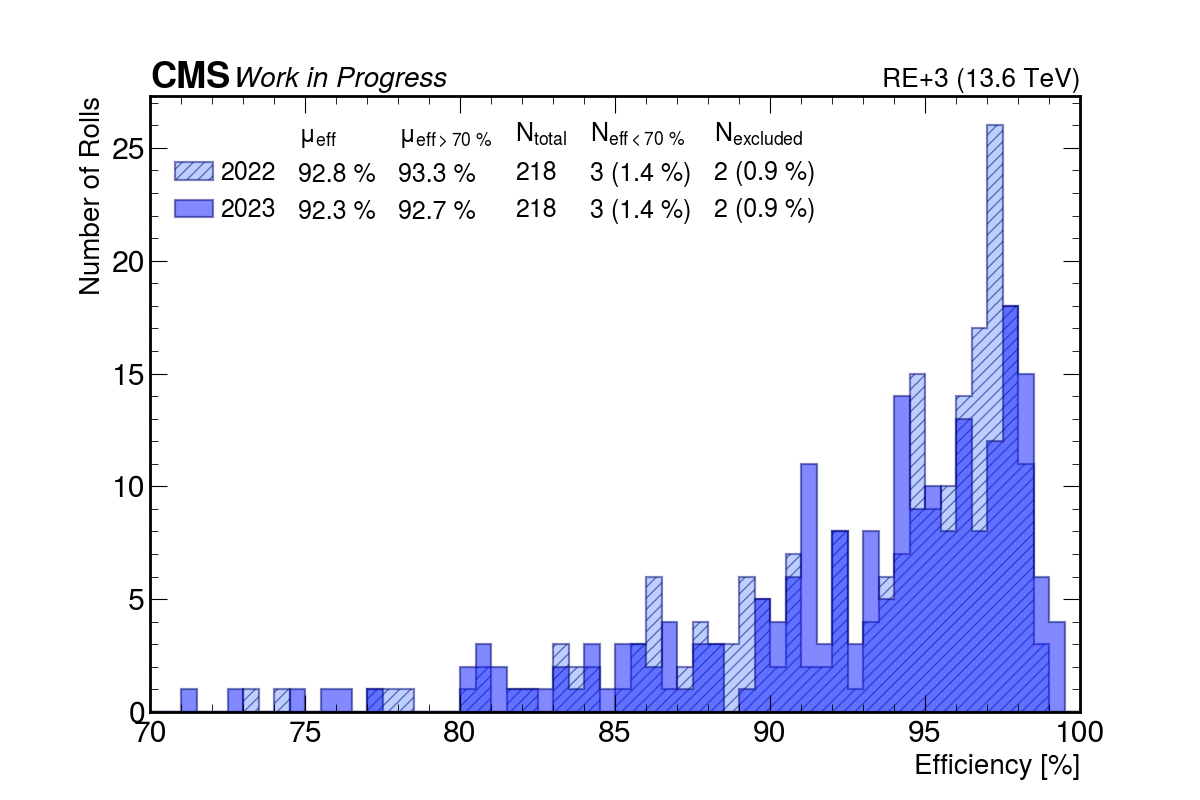 CMS Work in Progress RE+3 (13.6 TeV)
Number of Rolls
μeff μeff > 70 % Ntotal Neff < 70 % Nexcluded
2022 92.8 % 93.3 % 218 3 (1.4 %) 2 (0.9 %)
2023 92.3 % 92.7 % 218 3 (1.4 %) 2 (0.9 %)
25
20
15
10
5
0
70 75 80 85 90 95 100
Efficiency [%]